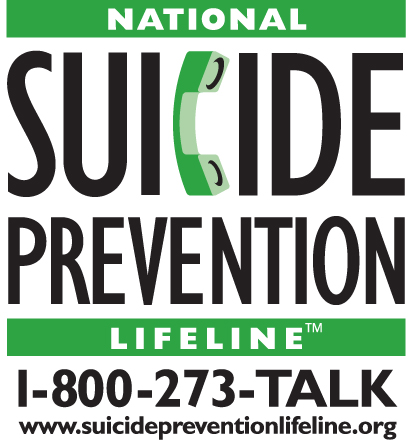 NATIONAL
SUICIDE
PREVENTION
LIFELINE™
1-800-273-TALK
www.suicidepreventionlifeline.org